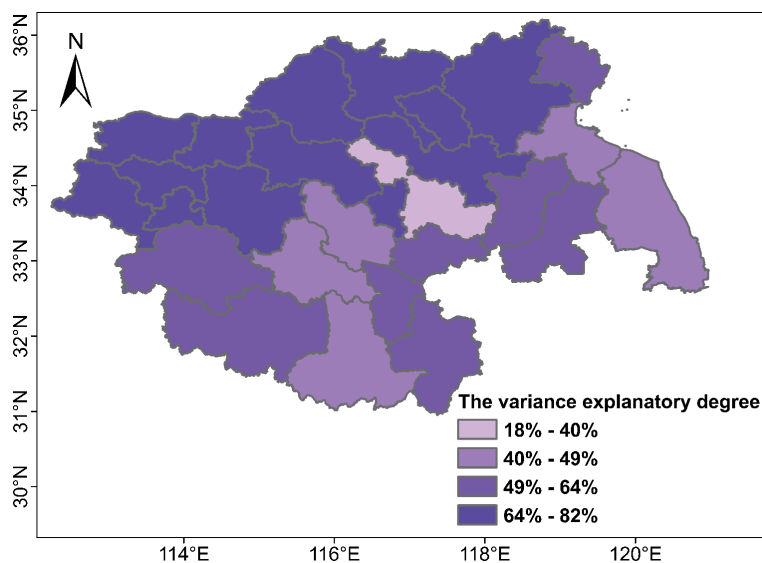 36°N
N
35°N
34°N
33°N
32°N
31°N
30°N
The variance explanatory degree
18% - 40%
40% - 49%
49% - 64%
64% - 82%
114°E 116°E 118°E 120°E